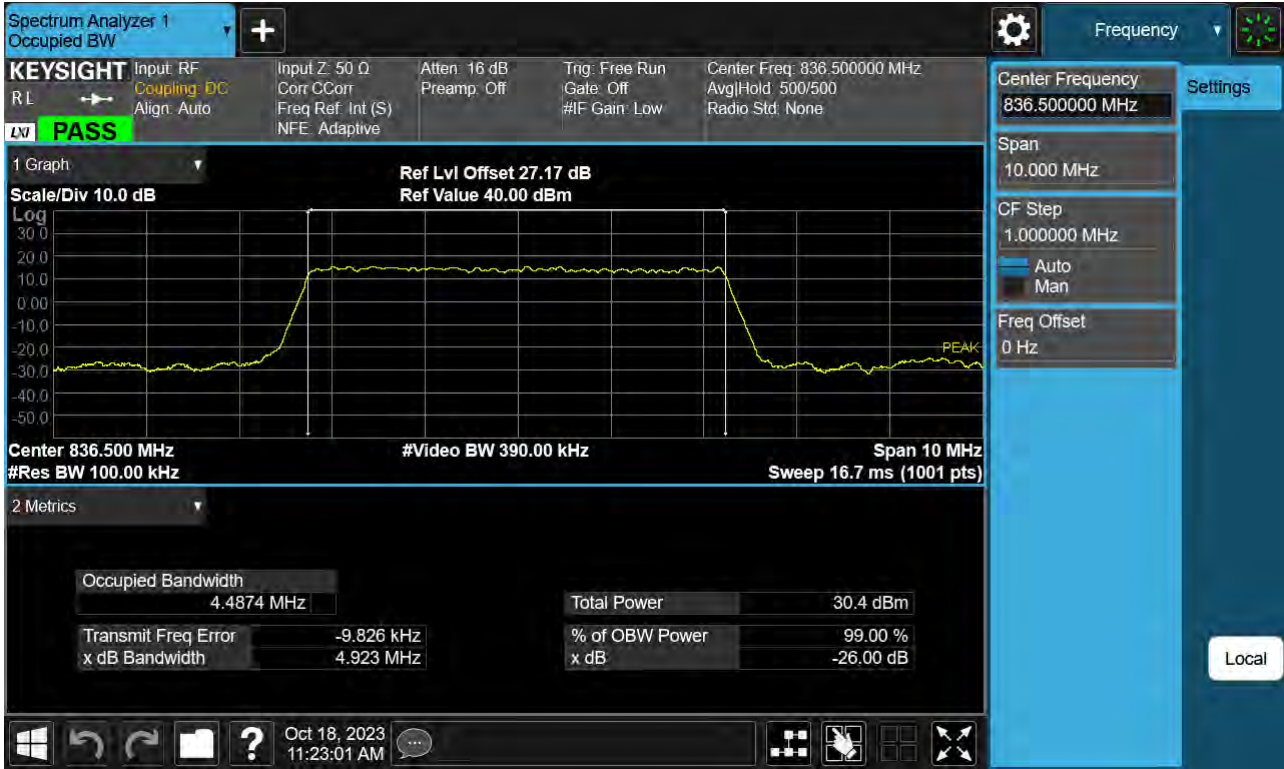 Spectrum Analyzer 1
Occupied BW
Frequency
KEYSIGHT
Input: RF
Coupling: DC
Align: Auto
Input Z: 50 Ω
Corr CCorr
Freq Ref: Int (S)
NFE: Adaptive
Atten: 16 dB
Preamp: Off
Trig: Free Run
Gate: Off
#IF Gain: Low
Center Freq: 836.500000 MHz
Avg|Hold: 500/500
Radio Std: None
R L
LXI
PASS
Center Frequency
836.500000 MHz
Settings
Span
10.000 MHz
CF Step
1.000000 MHz
Auto
Man
Freq Offset
0 Hz
1 Graph
Ref Lvl Offset 27.17 dB
Scale/Div 10.0 dB
Ref Value 40.00 dBm
Log
30.0
20.0
10.0
0.00
-10.0
-20.0
-30.0
-40.0
-50.0
PEAK
Center 836.500 MHz
#Video BW 390.00 kHz
Span 10 MHz
#Res BW 100.00 kHz
Sweep 16.7 ms (1001 pts)
2 Metrics
Occupied Bandwidth
4.4874 MHz
Total Power 30.4 dBm
Transmit Freq Error -9.826 kHz
% of OBW Power 99.00 %
x dB Bandwidth 4.923 MHz
x dB -26.00 dB
Local
?
Oct 18, 2023
11:23:01 AM